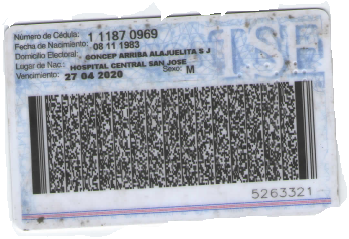 Número de Cédula: 1 1187 0969
Fecha de Nacimiento: 08 11 1983
Domicilio Electoral: CONCEP ARRIBA ALAJUELITA S J
Lugar de Nac.: HOSPITAL CENTRAL SAN JOSE
Sexo: M
Vencimiento: 27 04 2020
TSE
5263321